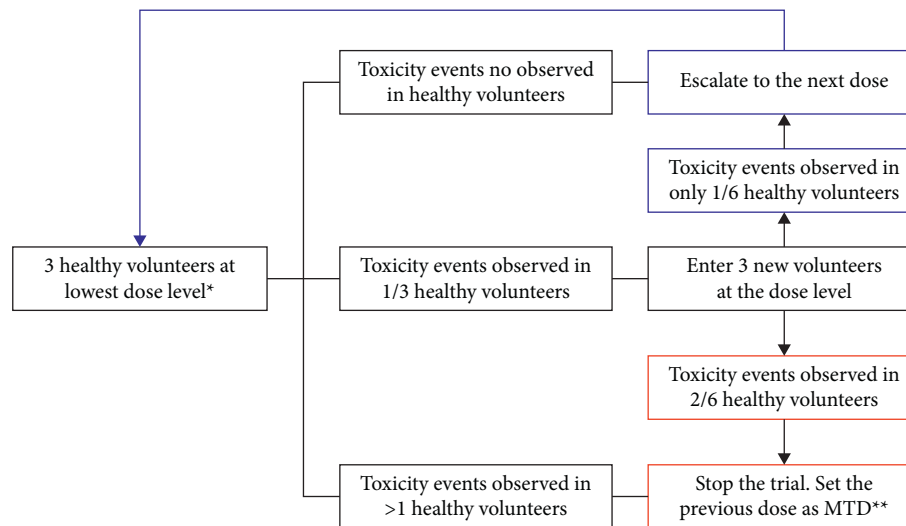 Toxicity events no observed
in healthy volunteers
Escalate to the next dose
Toxicity events observed in
only 1/6 healthy volunteers
3 healthy volunteers at
lowest dose level*
Toxicity events observed in
1/3 healthy volunteers
Enter 3 new volunteers
at the dose level
Toxicity events observed in
2/6 healthy volunteers
Toxicity events observed in
>1 healthy volunteers
Stop the trial. Set the
previous dose as MTD**